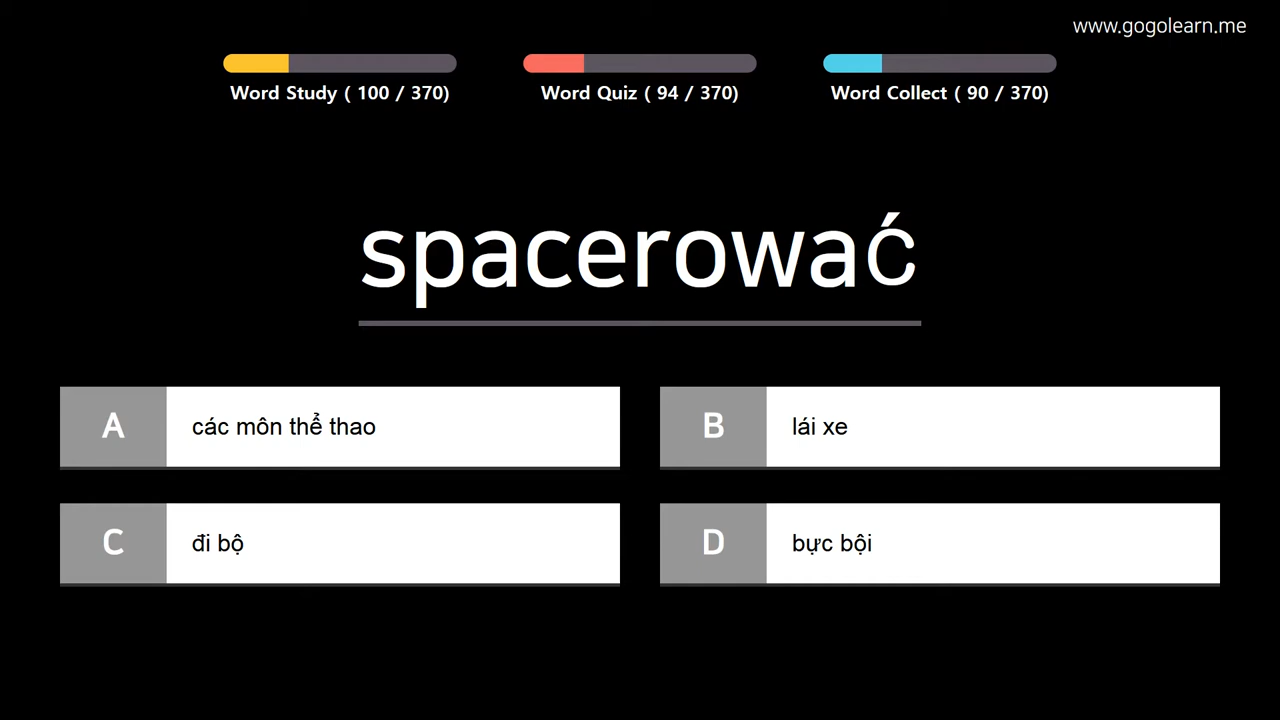 www.gogolearn.me
Word Study ( 100 / 370)
Word Quiz ( 94 / 370)
Word Collect ( 90 / 370)
spacerować
A các môn thể thao
B lái xe
C đi bộ
D bực bội